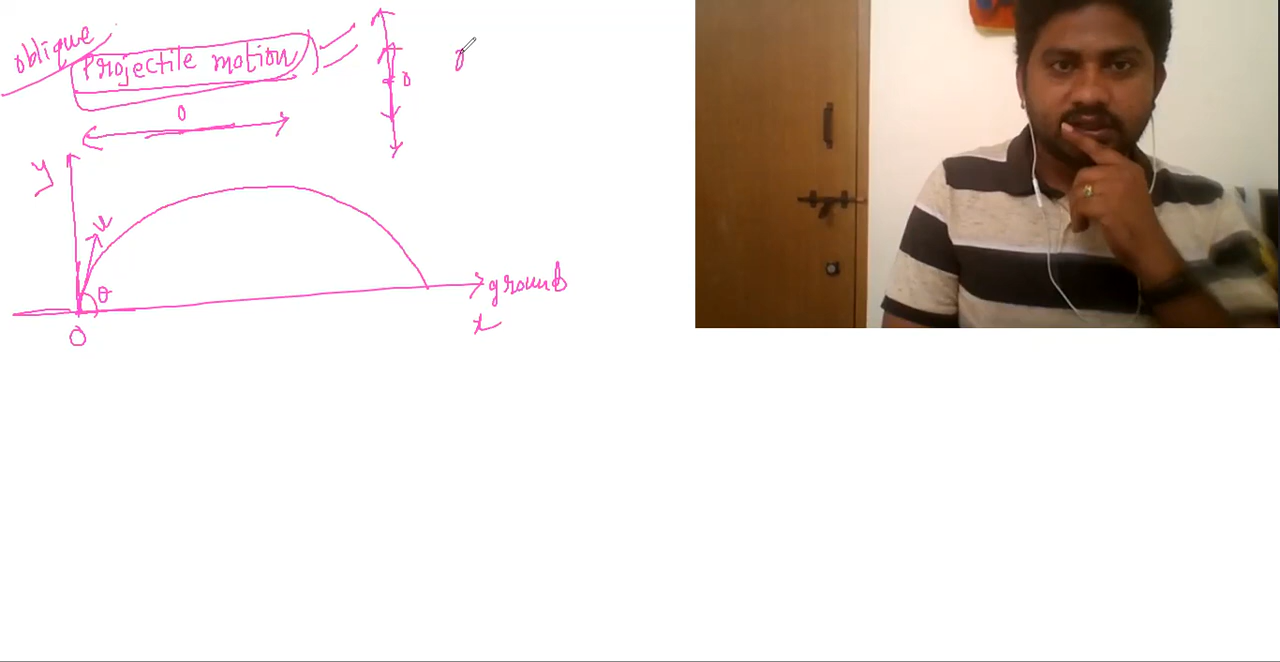 oblique
Projectile motion
0
0
y
u
θ
ground
O
x